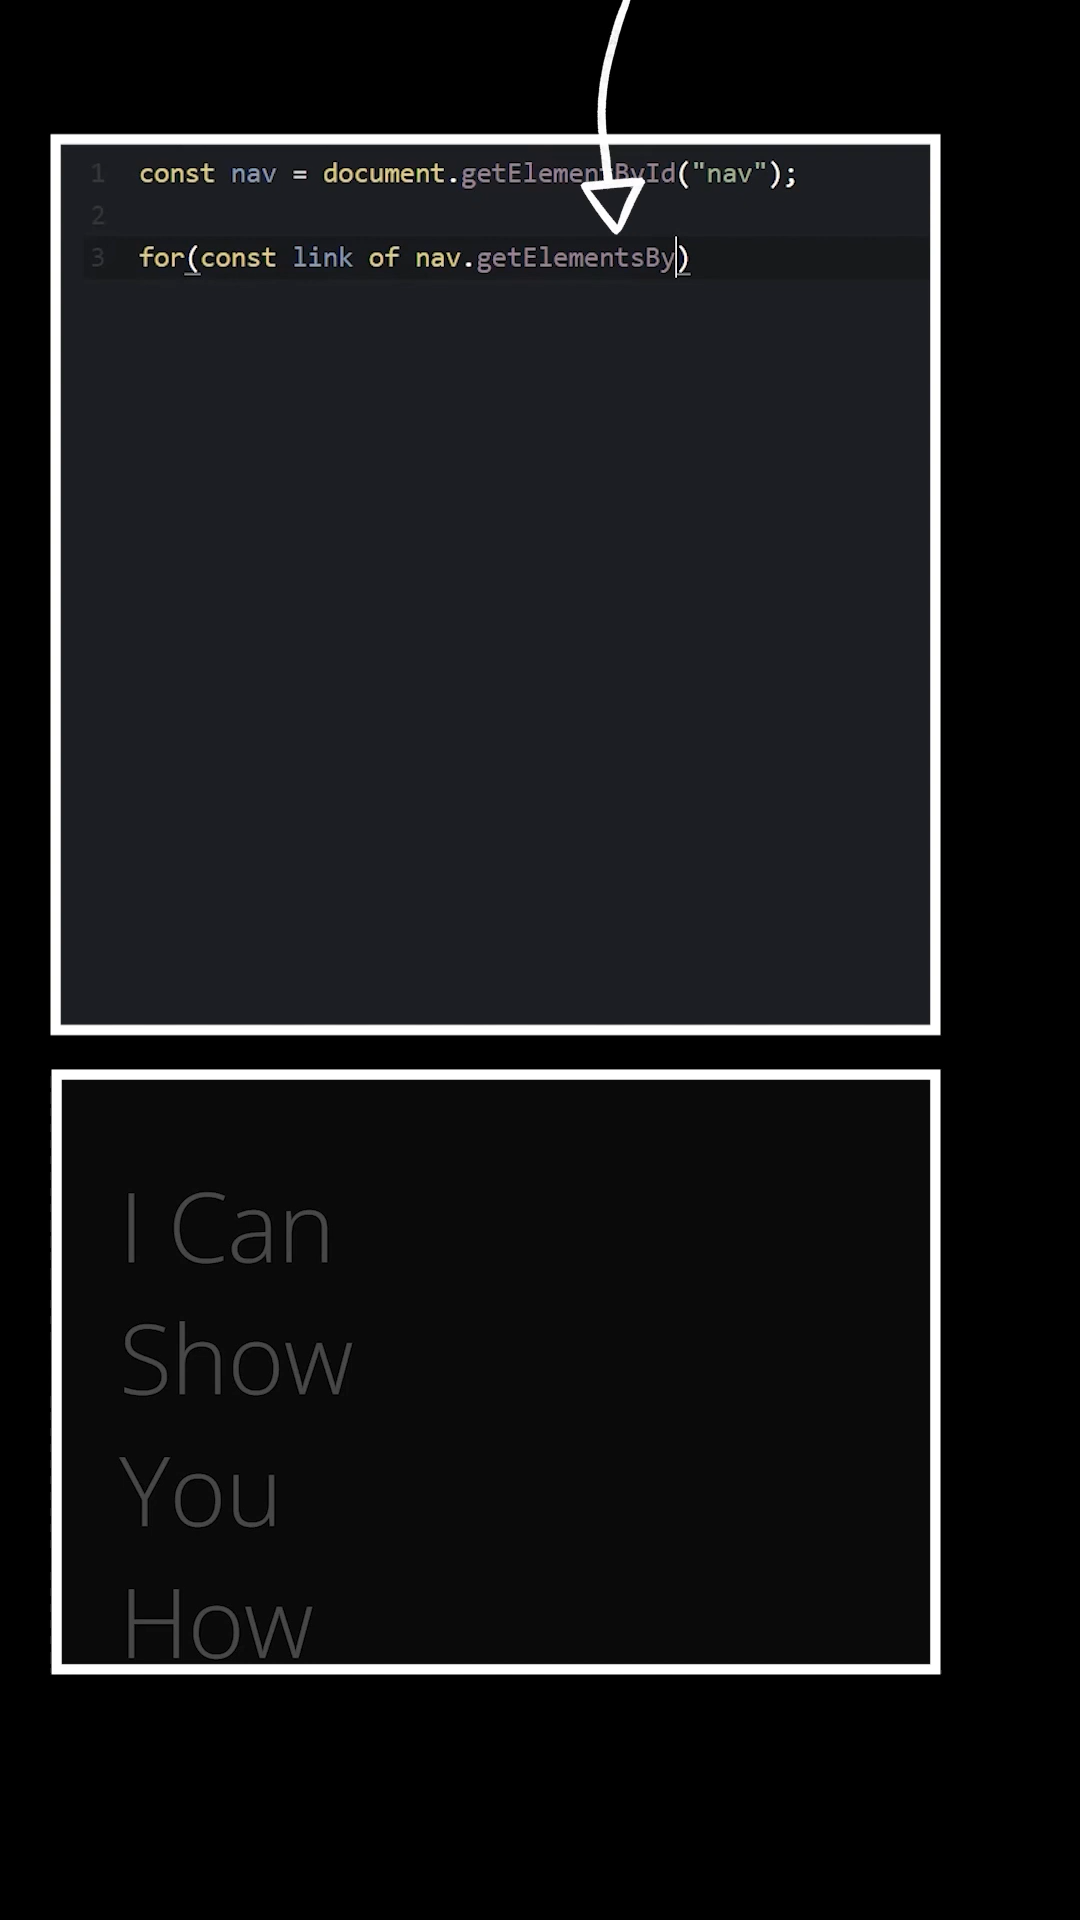 1 const nav = document.getElementById("nav");
2
3 for(const link of nav.getElementsBy)
I Can
Show
You
How